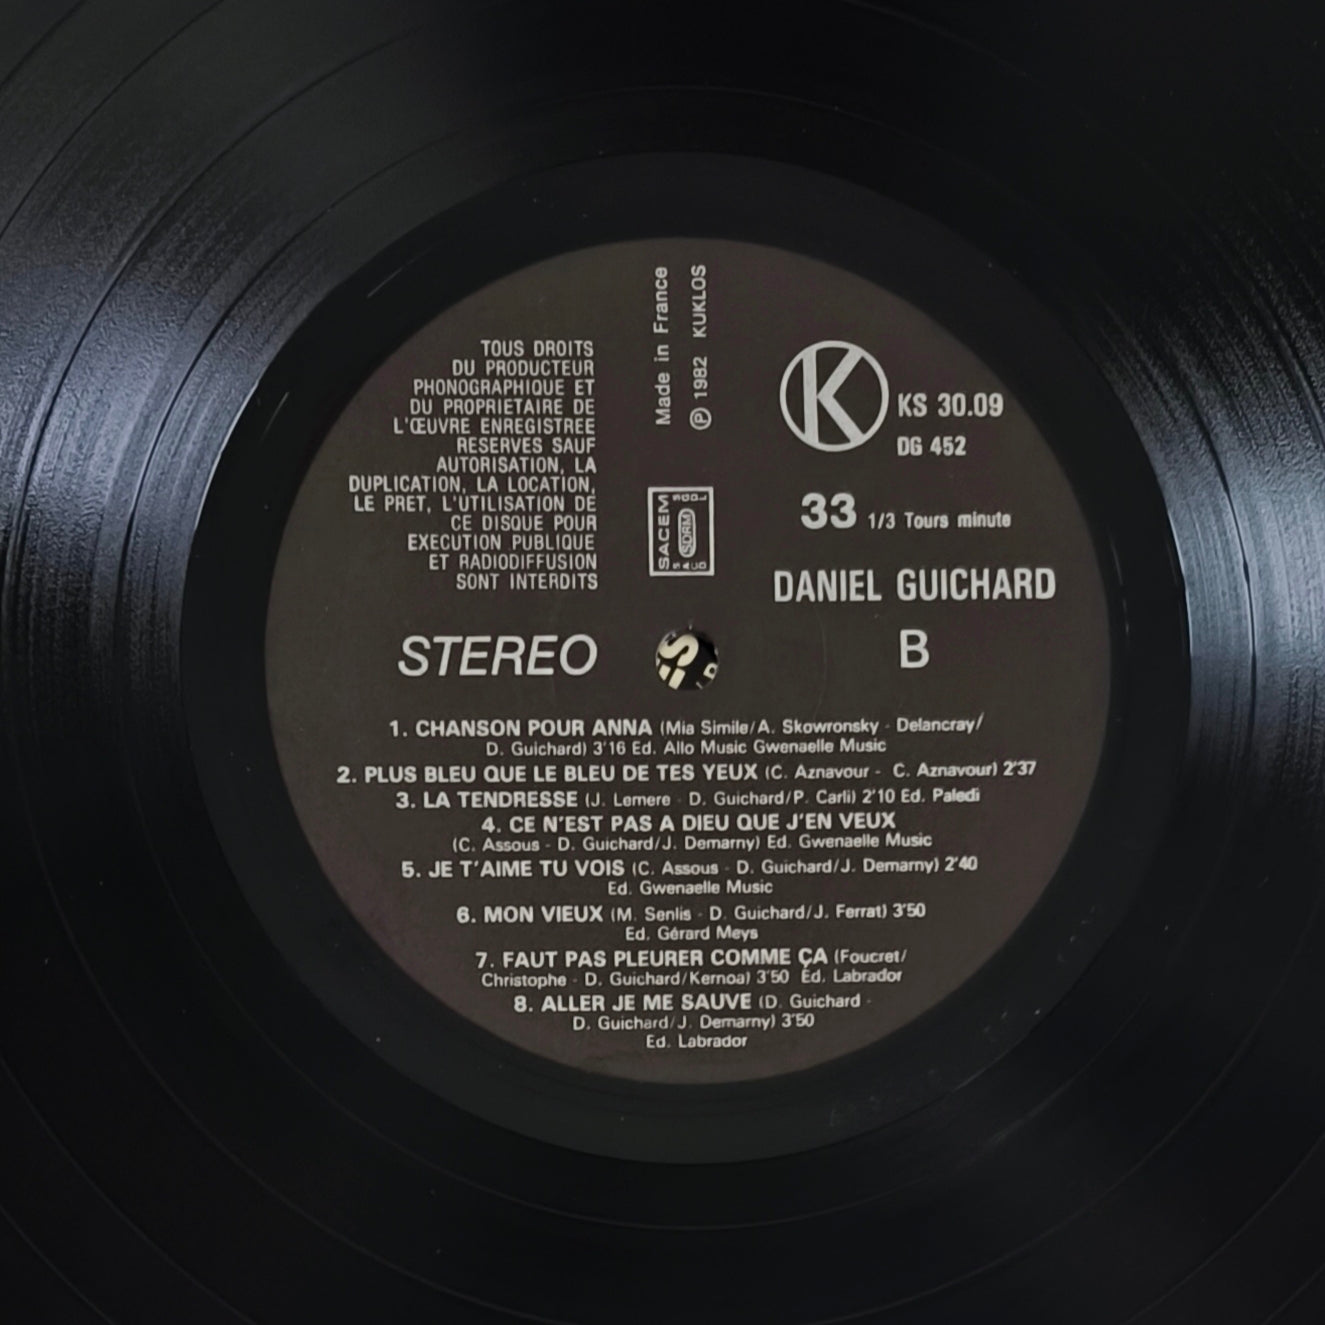 Made in France
Ⓟ 1982 KUKLOS
TOUS DROITS
DU PRODUCTEUR
PHONOGRAPHIQUE ET
DU PROPRIETAIRE DE
L'ŒUVRE ENREGISTREE
RESERVES SAUF
AUTORISATION, LA
DUPLICATION, LA LOCATION,
LE PRET, L'UTILISATION DE
CE DISQUE POUR
EXECUTION PUBLIQUE
ET RADIODIFFUSION
SONT INTERDITS
STEREO
SACEM
SDRM
K
KS 30.09
DG 452
33 1/3 Tours minute
DANIEL GUICHARD
B
1. CHANSON POUR ANNA (Mia Simile/A. Skowronsky - Delancray/
D. Guichard) 3'16 Ed. Allo Music Gwenaelle Music
2. PLUS BLEU QUE LE BLEU DE TES YEUX (C. Aznavour - C. Aznavour) 2'37
3. LA TENDRESSE (J. Lemere - D. Guichard/P. Carli) 2'10 Ed. Paledi
4. CE N'EST PAS A DIEU QUE J'EN VEUX
(C. Assous - D. Guichard/J. Demarny) Ed. Gwenaelle Music
5. JE T'AIME TU VOIS (C. Assous - D. Guichard/J. Demarny) 2'40
Ed. Gwenaelle Music
6. MON VIEUX (M. Senlis - D. Guichard/J. Ferrat) 3'50
Ed. Gérard Meys
7. FAUT PAS PLEURER COMME ÇA (Foucret/
Christophe - D. Guichard/Kernoa) 3'50 Ed. Labrador
8. ALLER JE ME SAUVE (D. Guichard -
D. Guichard/J. Demarny) 3'50
Ed. Labrador